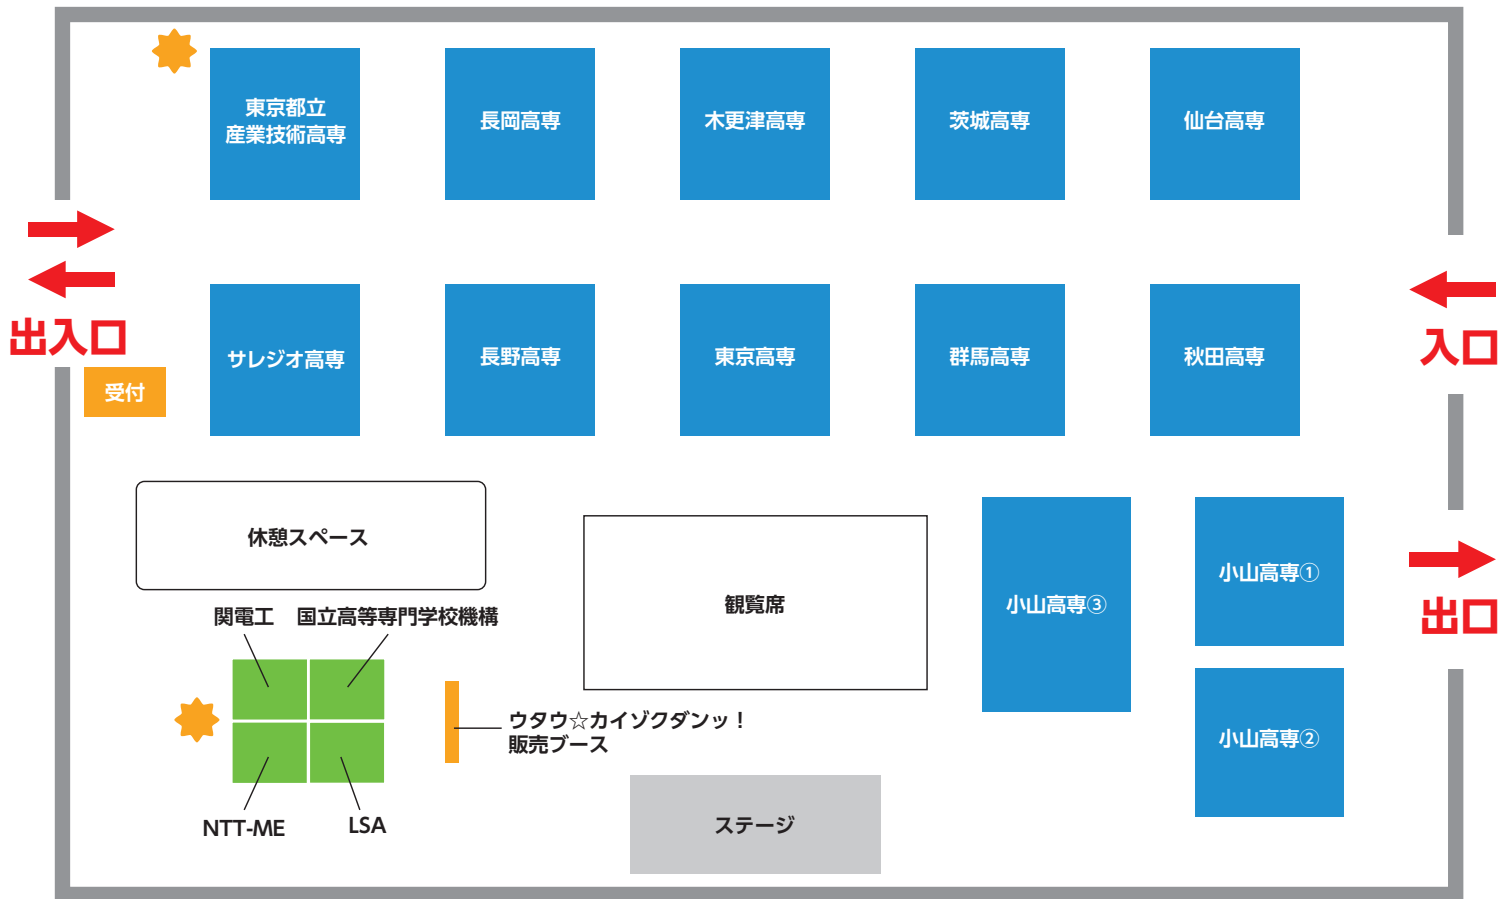 東京都立
産業技術高専
長岡高専
木更津高専
茨城高専
仙台高専
出入口
受付
サレジオ高専
長野高専
東京高専
群馬高専
秋田高専
入口
休憩スペース
観覧席
小山高専③
小山高専①
出口
関電工
国立高等専門学校機構
ウタウ☆カイゾクダンッ！
販売ブース
小山高専②
NTT-ME
LSA
ステージ